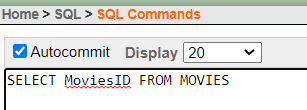 Home > SQL > SQL Commands
Autocommit Display 20
SELECT MoviesID FROM MOVIES